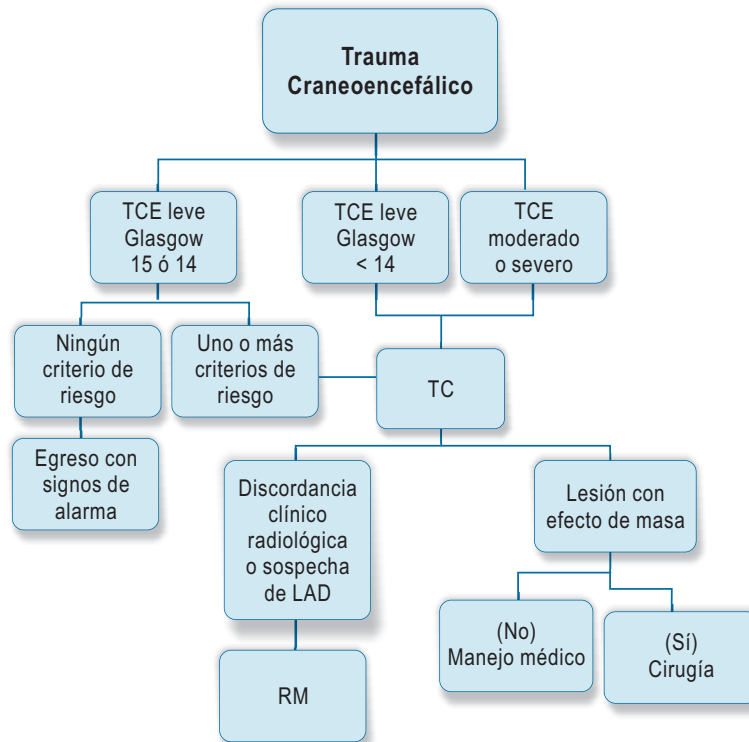 Trauma
Craneoencefálico
TCE leve
Glasgow
15 ó 14
TCE leve
Glasgow
< 14
TCE
moderado
o severo
Ningún
criterio de
riesgo
Uno o más
criterios de
riesgo
TC
Egreso con
signos de
alarma
Discordancia
clínico
radiológica
o sospecha
de LAD
Lesión con
efecto de masa
(No)
Manejo médico
(Sí)
Cirugía
RM